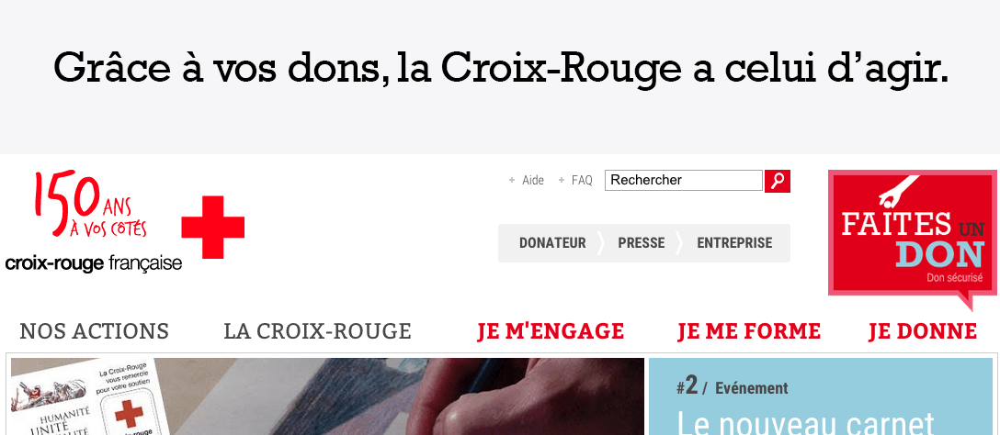 Grâce à vos dons, la Croix-Rouge a celui d’agir.
150 ANS
À VOS CÔTÉS
croix-rouge française
Aide FAQ Rechercher
DONATEUR PRESSE ENTREPRISE
FAITES UN
DON
Don sécurisé
NOS ACTIONS LA CROIX-ROUGE JE M'ENGAGE JE ME FORME JE DONNE
La Croix-Rouge
vous remercie
pour votre soutien
HUMANITÉ
UNITÉ
#2 / Evénement
Le nouveau carnet